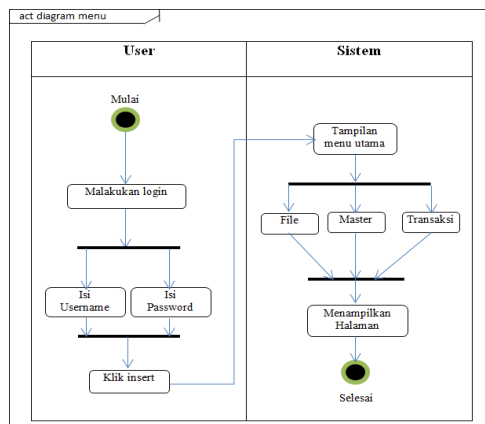 act diagram menu
User
Sistem
Mulai
Malakukan login
Isi
Username
Isi
Password
Klik insert
Tampilan
menu utama
File
Master
Transaksi
Menampilkan
Halaman
Selesai